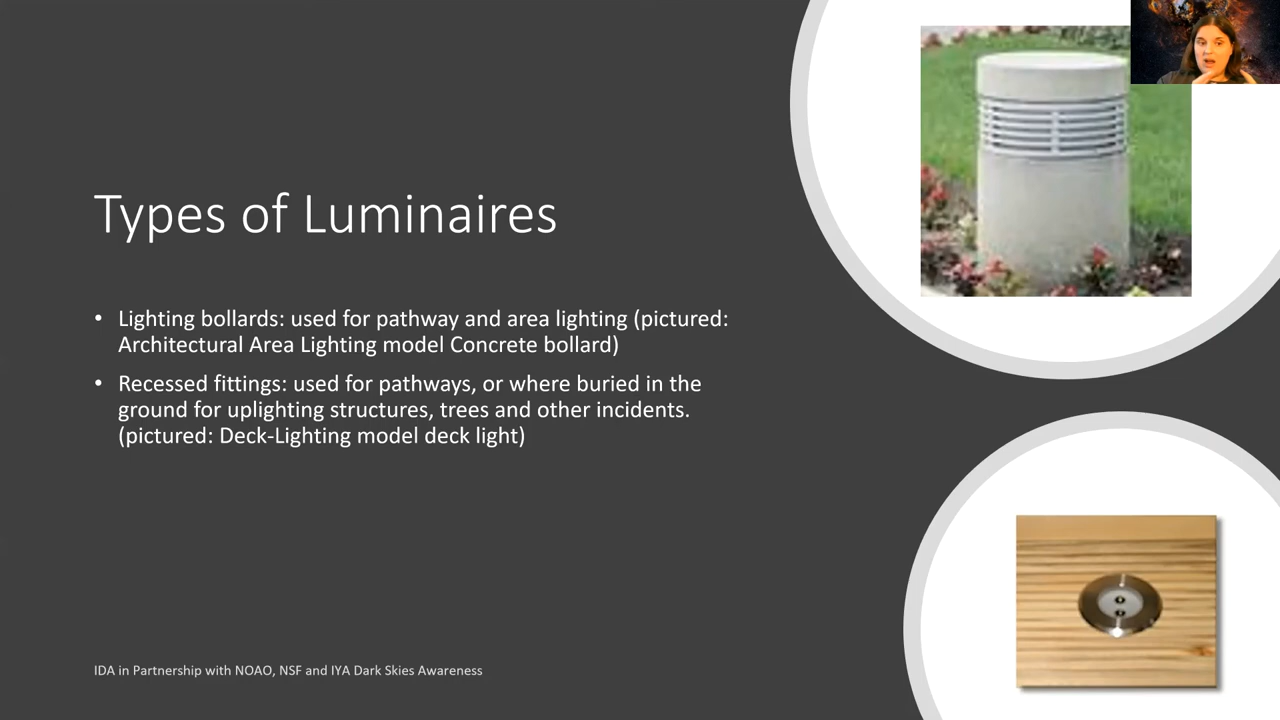 Types of Luminaires
• Lighting bollards: used for pathway and area lighting (pictured:
Architectural Area Lighting model Concrete bollard)
• Recessed fittings: used for pathways, or where buried in the
ground for uplighting structures, trees and other incidents.
(pictured: Deck-Lighting model deck light)
IDA in Partnership with NOAO, NSF and IYA Dark Skies Awareness